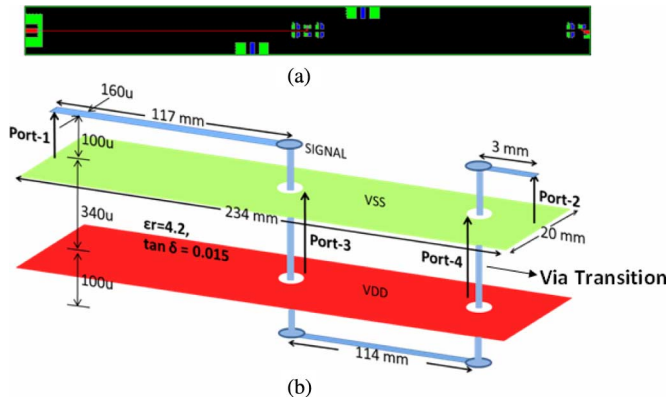 (a)
160u
117 mm
Port-1
100u
SIGNAL
3 mm
Port-2
VSS
340u
234 mm
20 mm
εr=4.2,
tan δ = 0.015
Port-3
Port-4
Via Transition
100u
VDD
114 mm
(b)